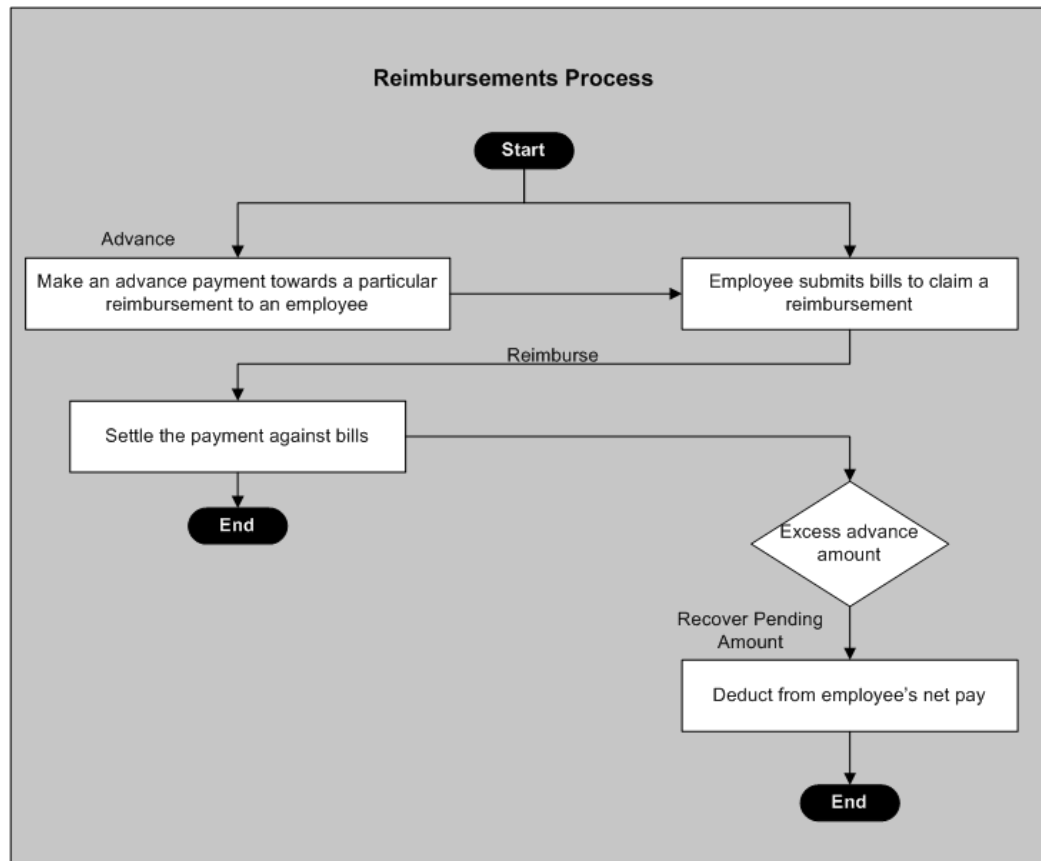 Reimbursements Process
Start
Advance
Make an advance payment towards a particular
reimbursement to an employee
Employee submits bills to claim a
reimbursement
Reimburse
Settle the payment against bills
End
Excess advance
amount
Recover Pending
Amount
Deduct from employee's net pay
End